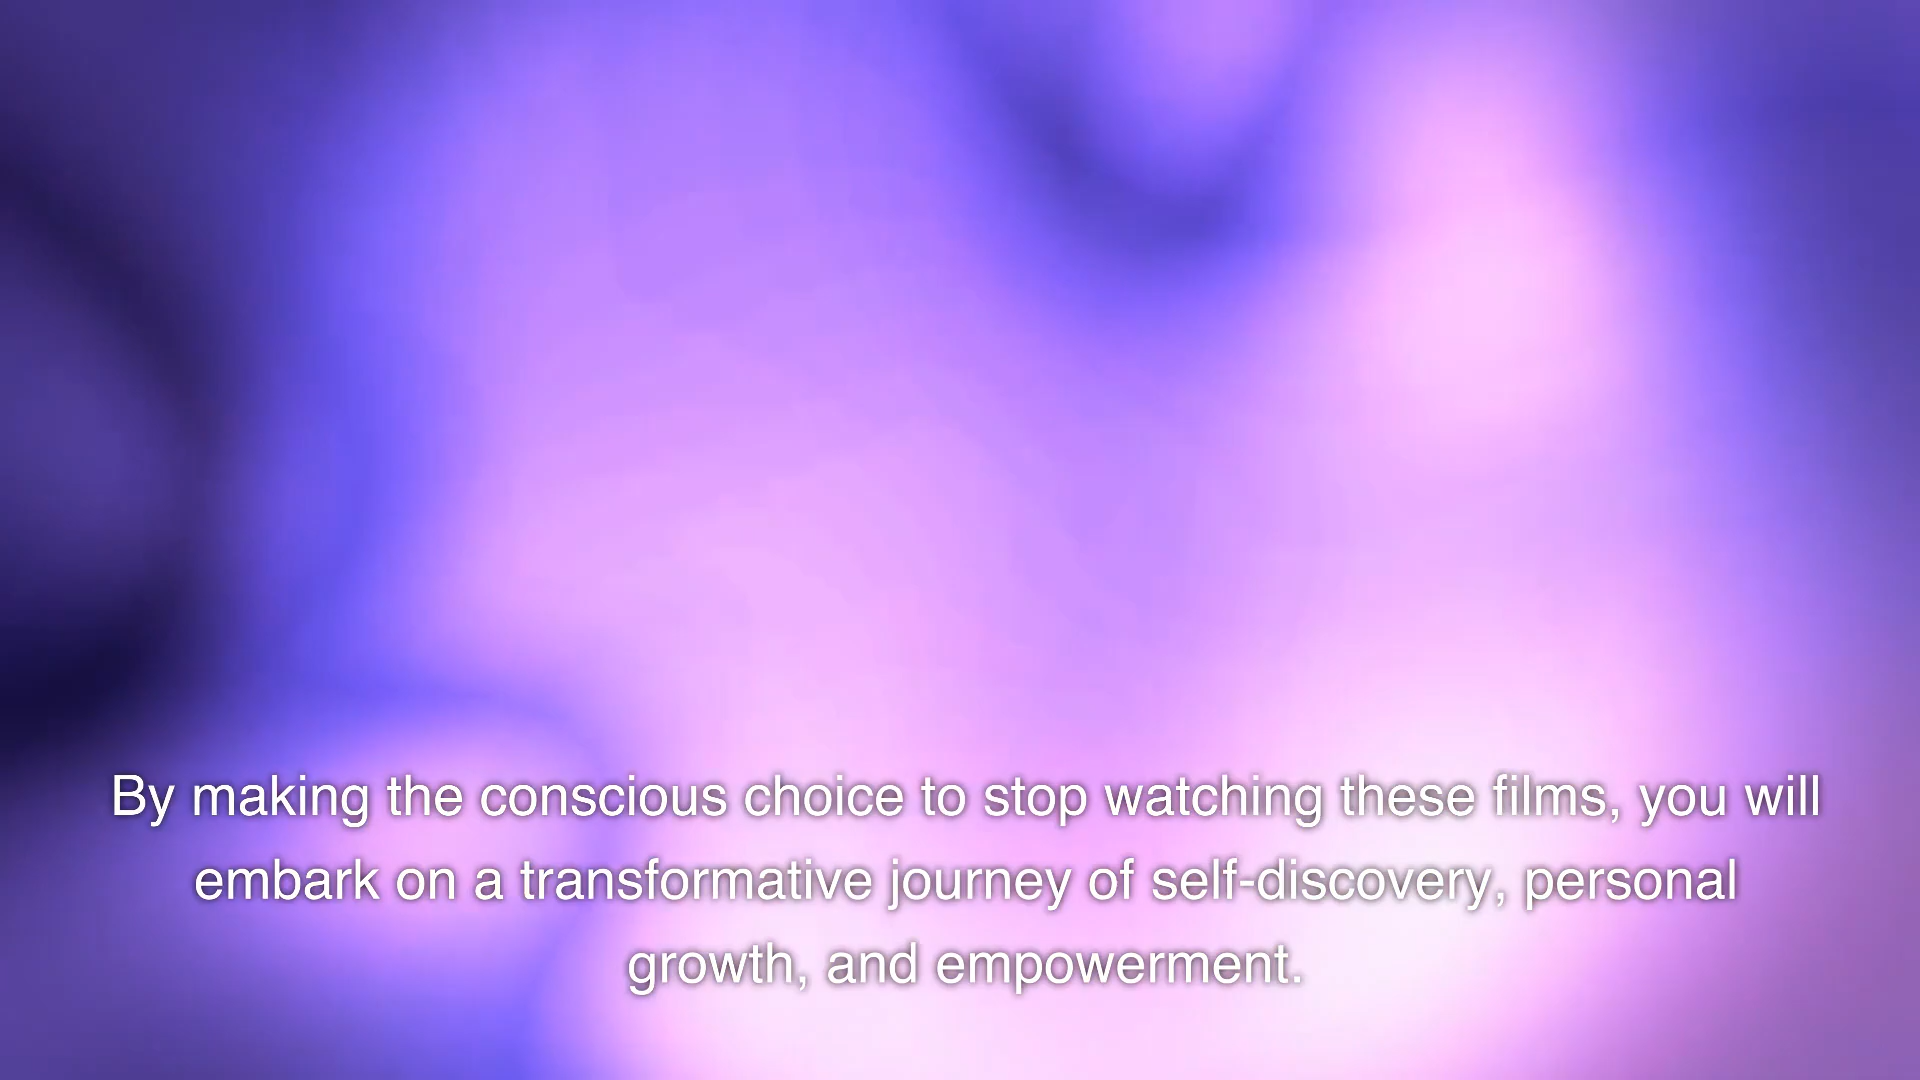 By making the conscious choice to stop watching these films, you will
embark on a transformative journey of self-discovery, personal
growth, and empowerment.